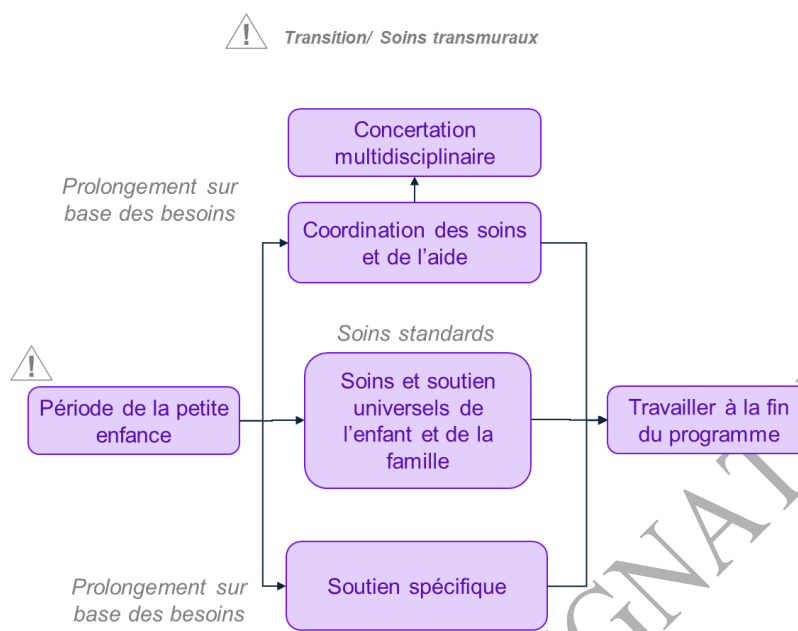 ! Transition/ Soins transmuraux
Concertation
multidisciplinaire
Prolongement sur
base des besoins
Coordination des soins
et de l'aide
Soins standards
!
Période de la petite
enfance
Soins et soutien
universels de
l'enfant et de la
famille
Travailler à la fin
du programme
Soutien spécifique
Prolongement sur
base des besoins
GNAT